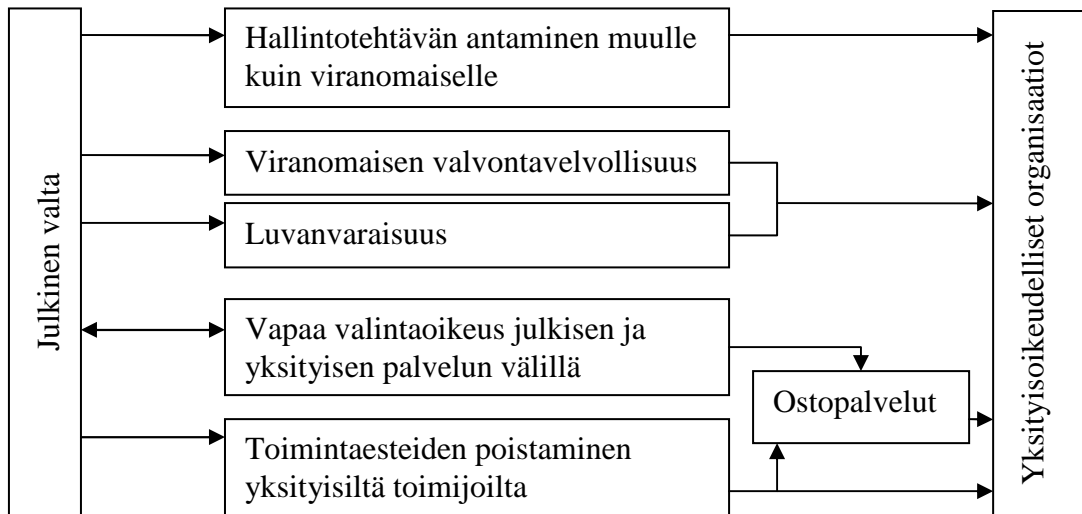 Julkinen valta
Hallintotehtävän antaminen muulle
kuin viranomaiselle
Viranomaisen valvontavelvollisuus
Luvanvaraisuus
Vapaa valintaoikeus julkisen ja
yksityisen palvelun välillä
Toimintaesteiden poistaminen
yksityisiltä toimijoilta
Ostopalvelut
Yksityisoikeudelliset organisaatiot